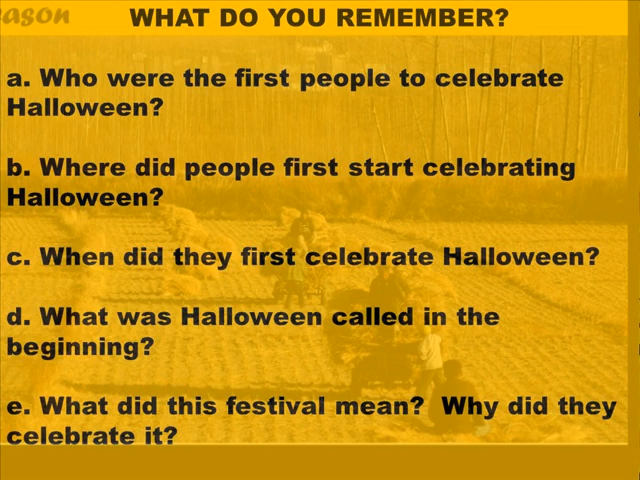 eason
WHAT DO YOU REMEMBER?
a. Who were the first people to celebrate
Halloween?
b. Where did people first start celebrating
Halloween?
c. When did they first celebrate Halloween?
d. What was Halloween called in the
beginning?
e. What did this festival mean?  Why did they
celebrate it?